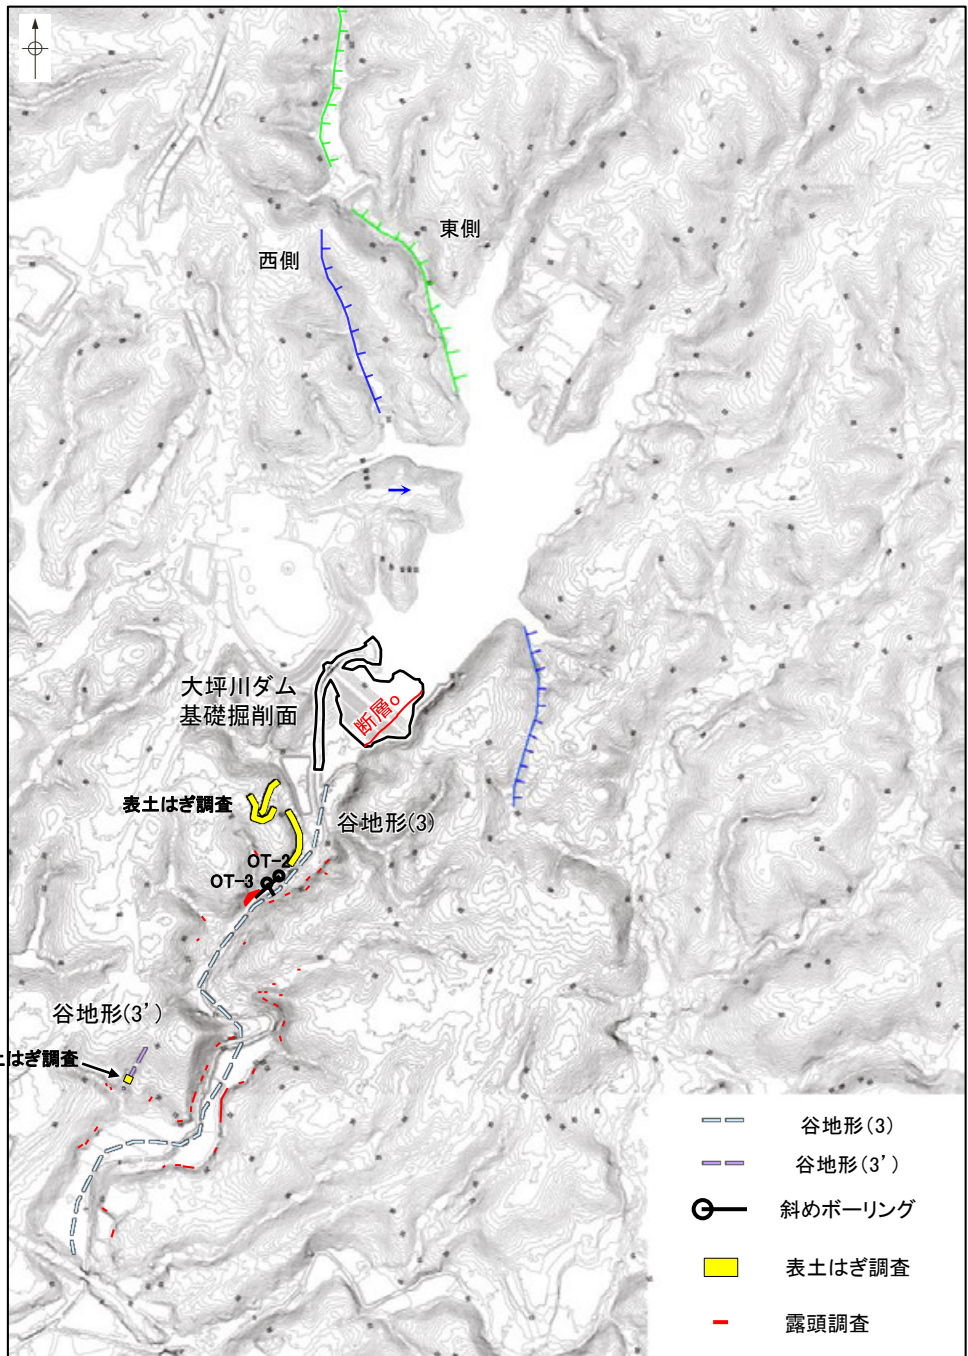 東側
西側
大坪川ダム
基礎掘削面
断層o
表土はぎ調査
谷地形(3)
OT-2
OT-3
谷地形(3’)
土はぎ調査
谷地形(3)
谷地形(3’)
斜めボーリング
表土はぎ調査
露頭調査